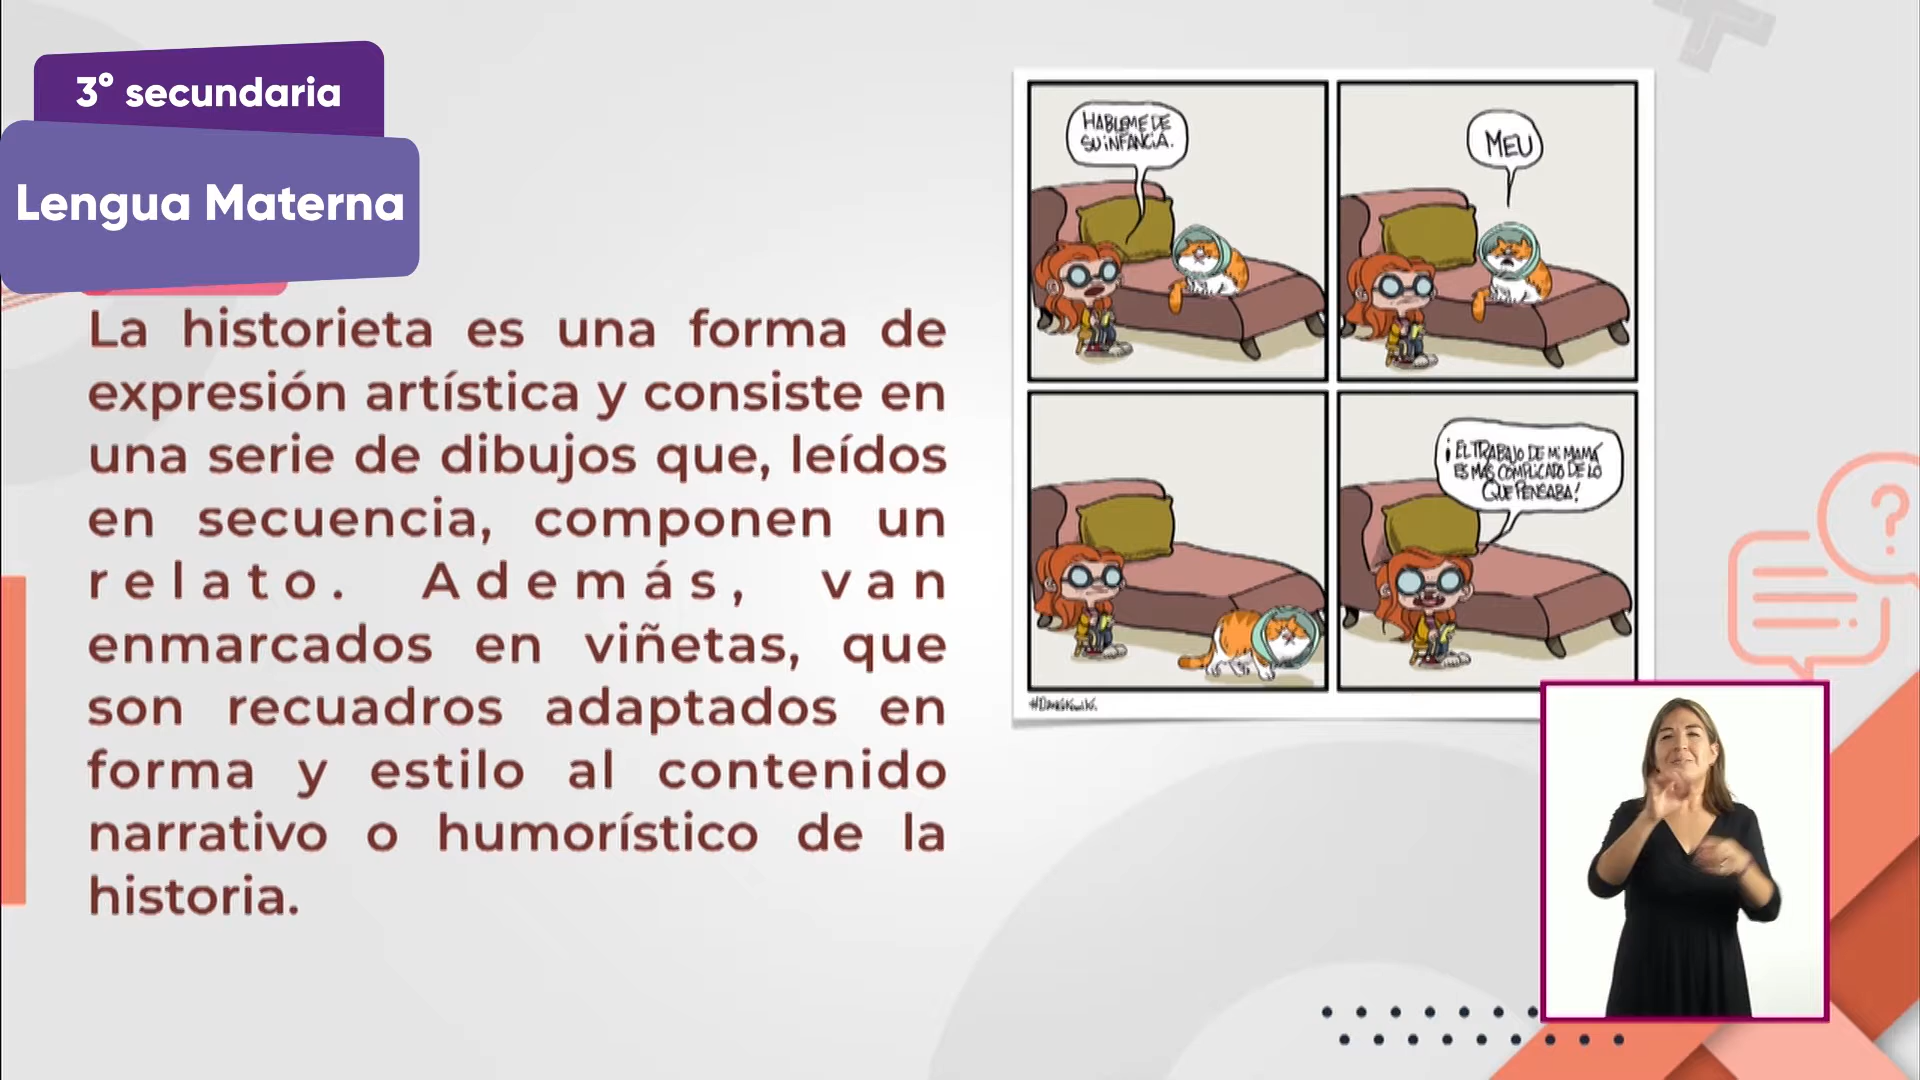 3° secundaria
Lengua Materna
La historieta es una forma de
expresión artística y consiste en
una serie de dibujos que, leídos
en secuencia, componen un
relato. Además, van
enmarcados en viñetas, que
son recuadros adaptados en
forma y estilo al contenido
narrativo o humorístico de la
historia.
HABLEME DE
SU INFANCIA.
MEU
¡EL TRABAJO DE MI MAMÁ
ES MÁS COMPLICADO DE LO
QUE PENSABA!
?